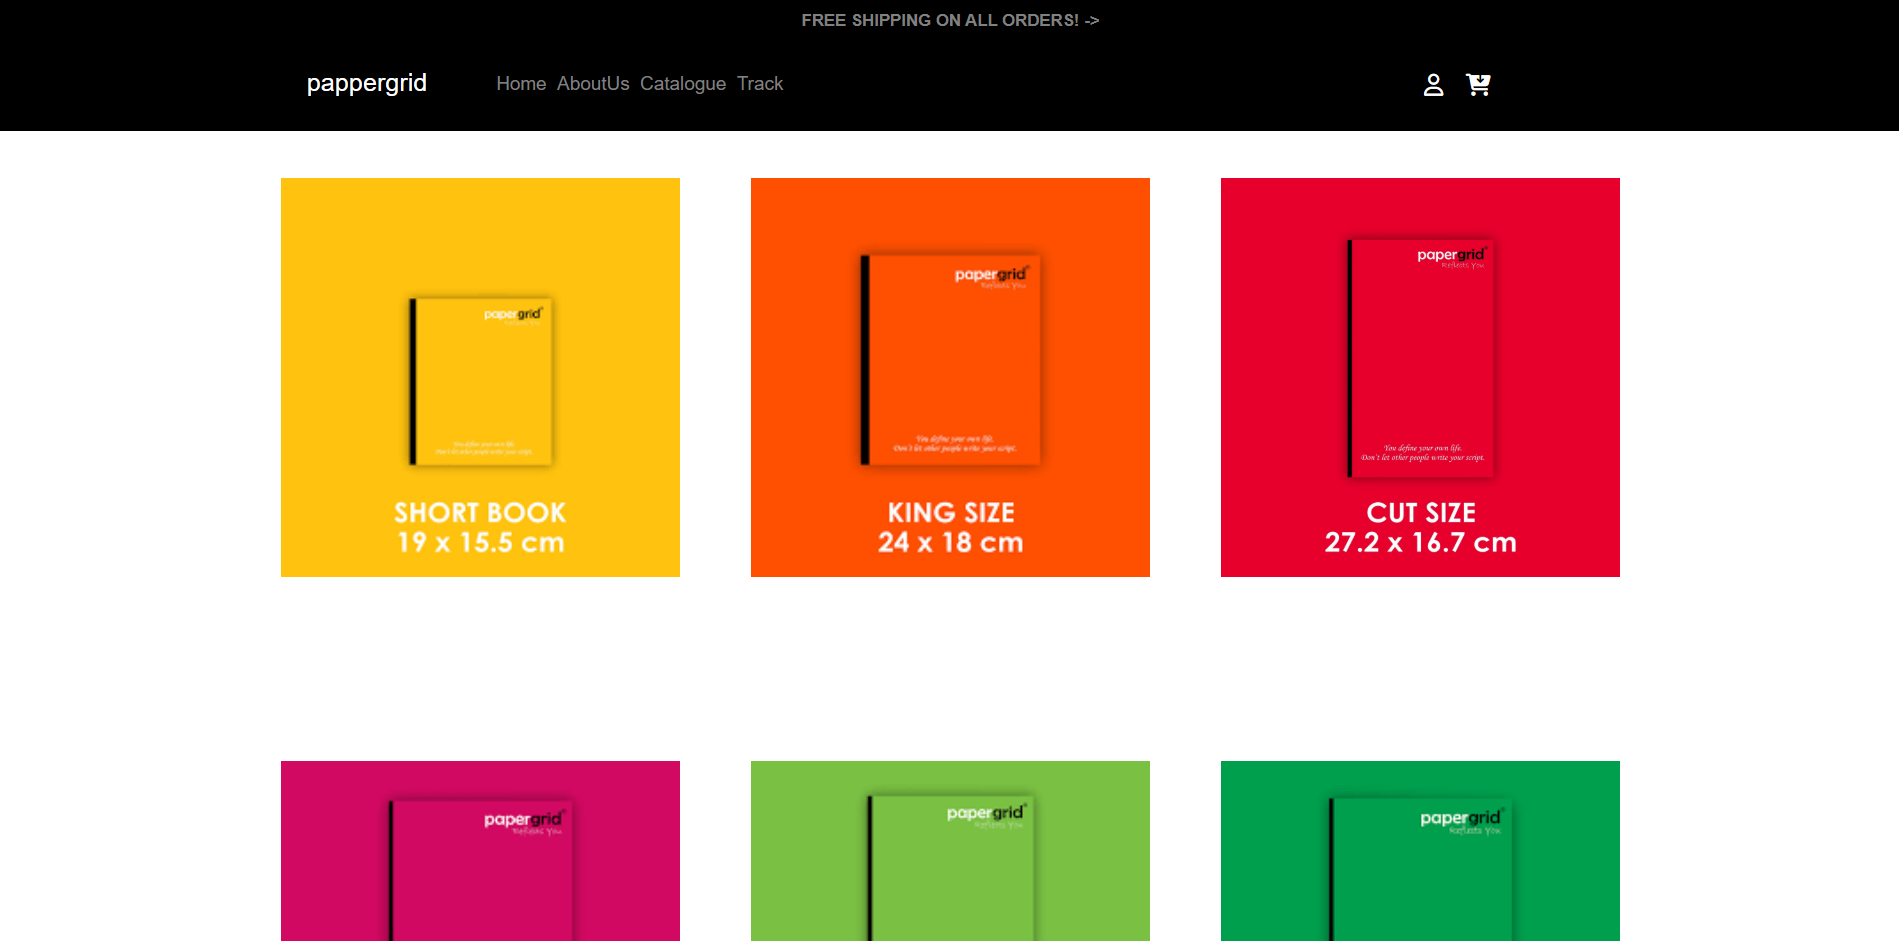 FREE SHIPPING ON ALL ORDERS! ->
pappergrid
Home AboutUs Catalogue Track
papergrid
You define your own life.
Don't let other people write your script.
SHORT BOOK
19 x 15.5 cm
papergrid
Reflects You
You define your own life.
Don't let other people write your script.
KING SIZE
24 x 18 cm
papergrid
Reflects You
You define your own life.
Don't let other people write your script.
CUT SIZE
27.2 x 16.7 cm
papergrid
Reflects You
papergrid
Reflects You
papergrid
Reflects You